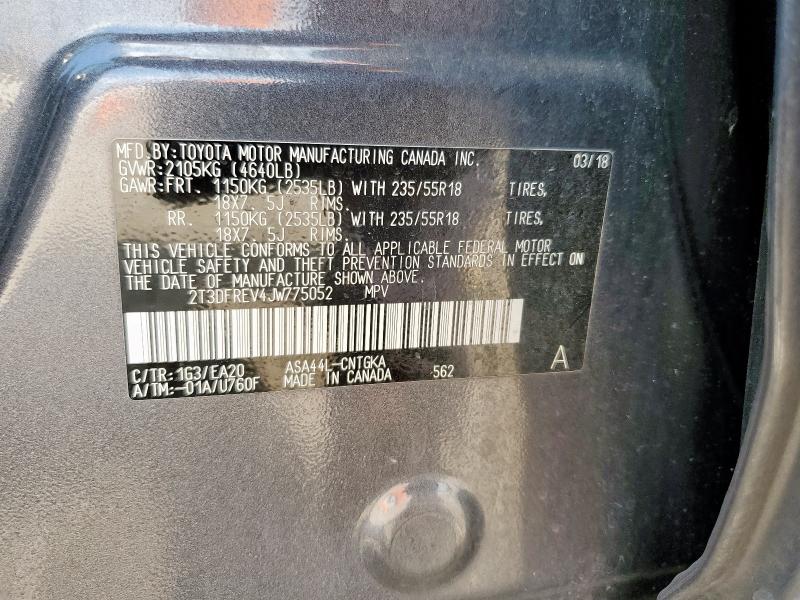 MFD.BY:TOYOTA MOTOR MANUFACTURING CANADA INC. 03/18
GVWR:2105KG (4640LB)
GAWR:FRT. 1150KG (2535LB) WITH 235/55R18 TIRES,
18X7. 5J RIMS.
RR. 1150KG (2535LB) WITH 235/55R18 TIRES,
18X7. 5J RIMS.
THIS VEHICLE CONFORMS TO ALL APPLICABLE FEDERAL MOTOR
VEHICLE SAFETY AND THEFT PREVENTION STANDARDS IN EFFECT ON
THE DATE OF MANUFACTURE SHOWN ABOVE.
2T3DFREV4JW775052 MPV
C/TR:1G3/EA20 ASA44L-CNTGKA 562 A
A/TM:-01A/U760F MADE IN CANADA